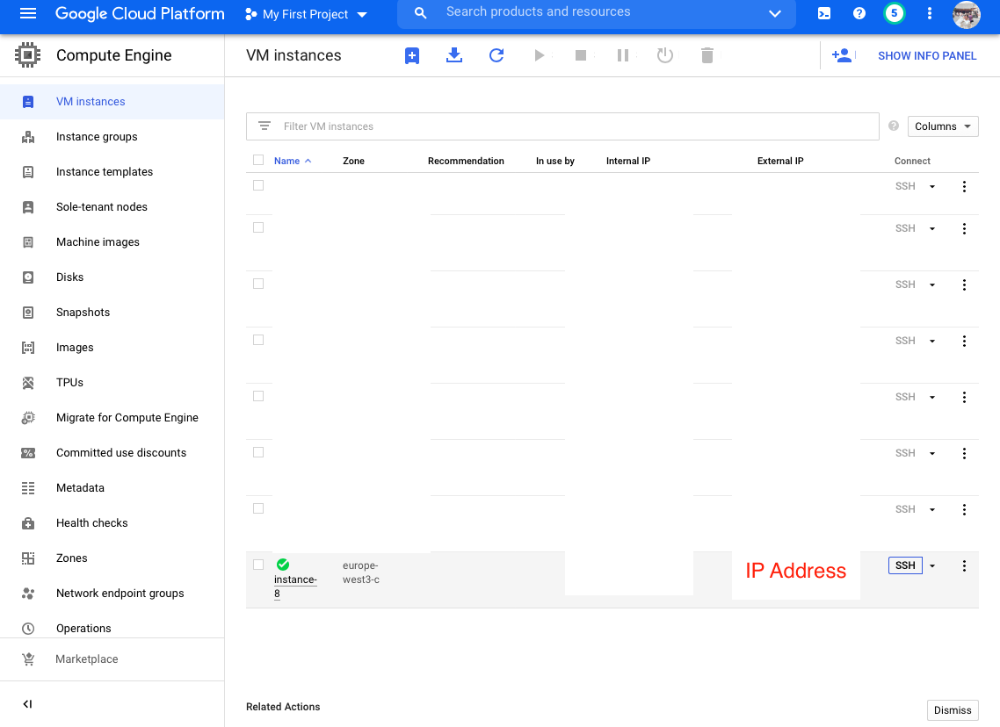 Google Cloud Platform My First Project Search products and resources 5
Compute Engine VM instances SHOW INFO PANEL
VM instances
Instance groups
Instance templates
Sole-tenant nodes
Machine images
Disks
Snapshots
Images
TPUs
Migrate for Compute Engine
Committed use discounts
Metadata
Health checks
Zones
Network endpoint groups
Operations
Marketplace
Filter VM instances Columns
Name Zone Recommendation In use by Internal IP External IP Connect
SSH
SSH
SSH
SSH
SSH
SSH
SSH
instance-8 europe-west3-c IP Address SSH
Related Actions Dismiss